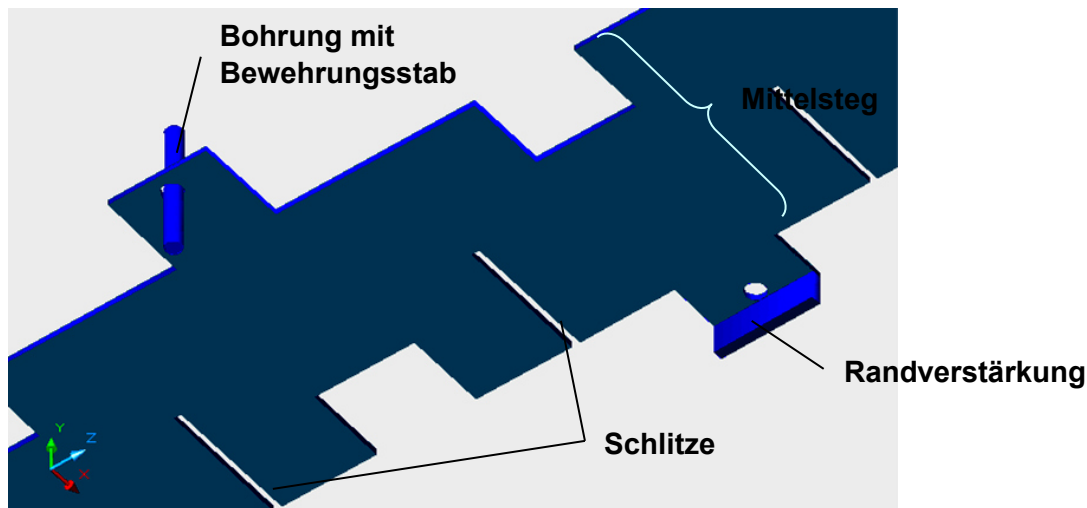 Bohrung mit
Bewehrungsstab
Mittelsteg
Randverstärkung
Schlitze
Y
Z
X